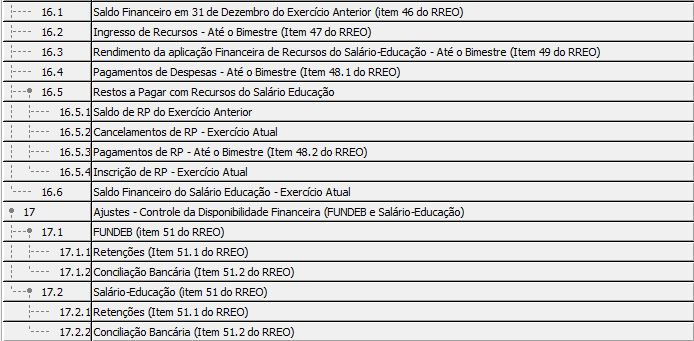 16.1 Saldo Financeiro em 31 de Dezembro do Exercício Anterior (item 46 do RREO)
16.2 Ingresso de Recursos - Até o Bimestre (Item 47 do RREO)
16.3 Rendimento da aplicação Financeira de Recursos do Salário-Educação - Até o Bimestre (Item 49 do RREO)
16.4 Pagamentos de Despesas - Até o Bimestre (Item 48.1 do RREO)
16.5 Restos a Pagar com Recursos do Salário Educação
16.5.1 Saldo de RP do Exercício Anterior
16.5.2 Cancelamentos de RP - Exercício Atual
16.5.3 Pagamentos de RP - Até o Bimestre (Item 48.2 do RREO)
16.5.4 Inscrição de RP - Exercício Atual
16.6 Saldo Financeiro do Salário Educação - Exercício Atual
17 Ajustes - Controle da Disponibilidade Financeira (FUNDEB e Salário-Educação)
17.1 FUNDEB (item 51 do RREO)
17.1.1 Retenções (Item 51.1 do RREO)
17.1.2 Conciliação Bancária (Item 51.2 do RREO)
17.2 Salário-Educação (item 51 do RREO)
17.2.1 Retenções (Item 51.1 do RREO)
17.2.2 Conciliação Bancária (Item 51.2 do RREO)